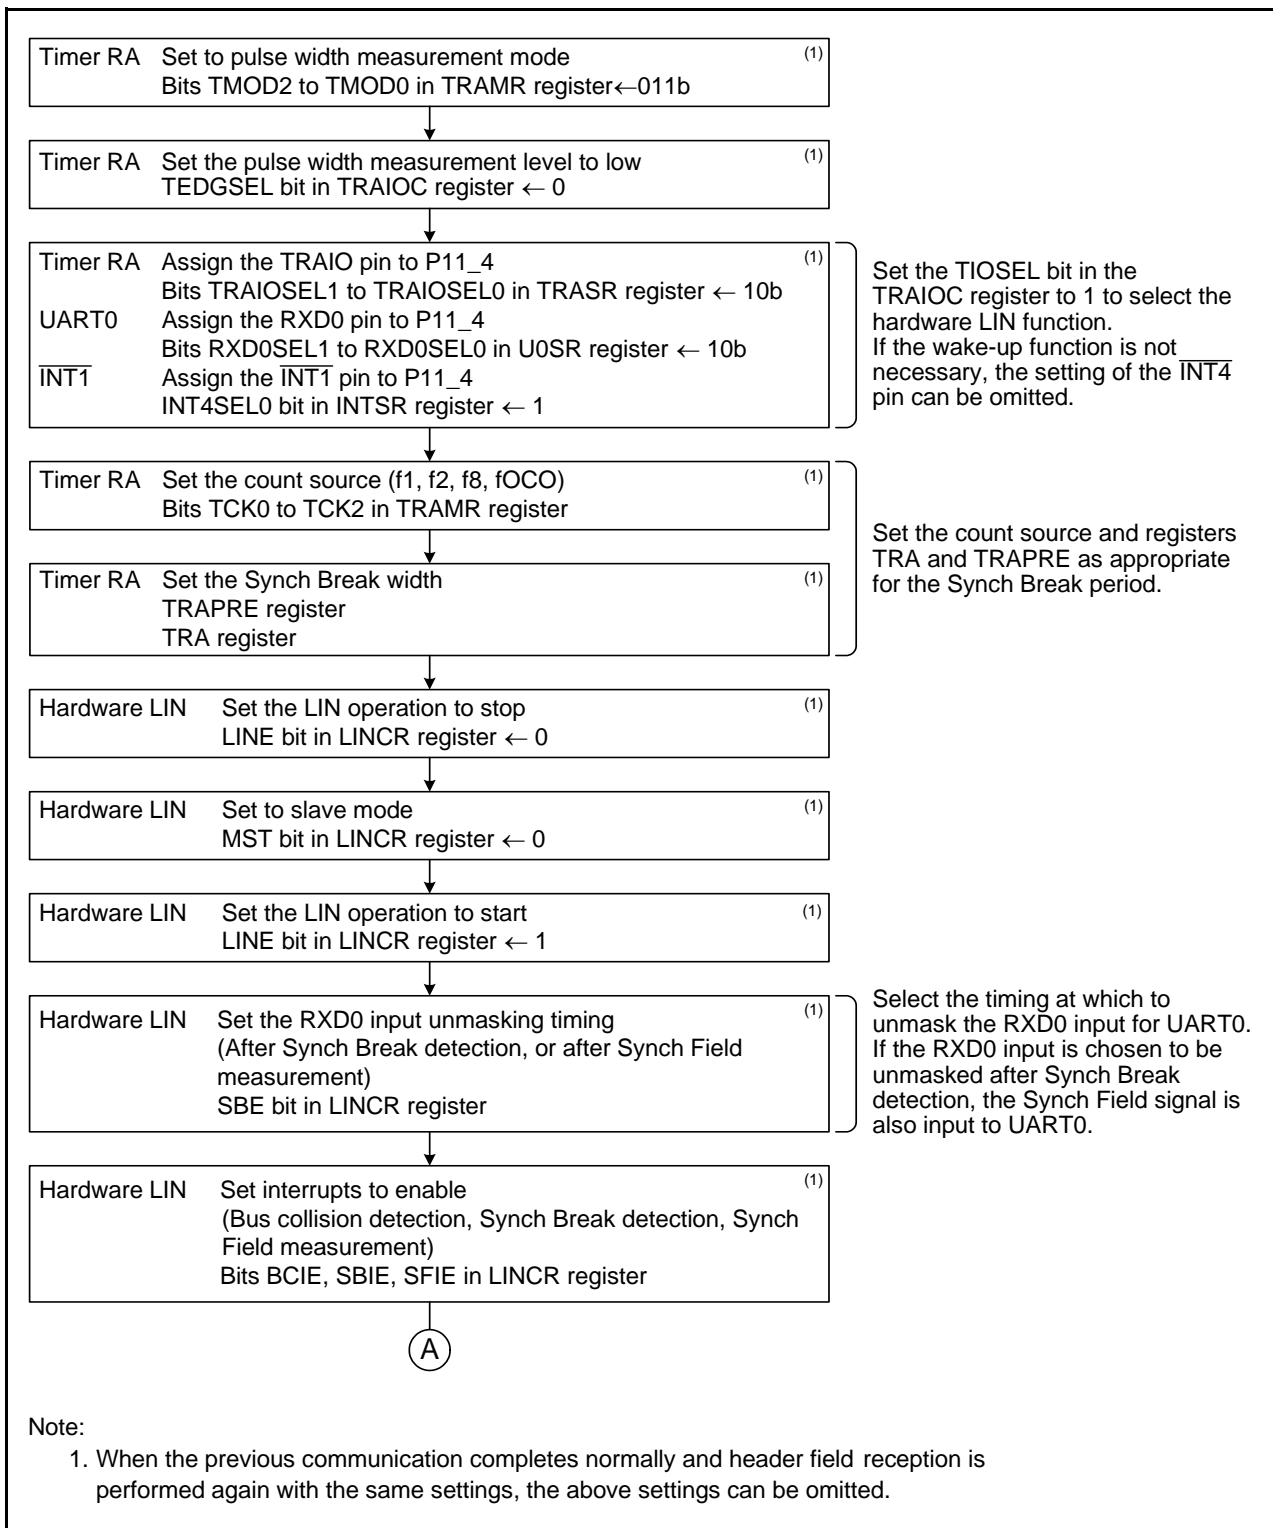 Timer RA Set to pulse width measurement mode (1)
Bits TMOD2 to TMOD0 in TRAMR register←011b
Timer RA Set the pulse width measurement level to low (1)
TEDGSEL bit in TRAIOC register ← 0
Timer RA Assign the TRAIO pin to P11_4 (1)
Bits TRAIOSEL1 to TRAIOSEL0 in TRASR register ← 10b
UART0 Assign the RXD0 pin to P11_4
Bits RXD0SEL1 to RXD0SEL0 in U0SR register ← 10b
I̅N̅T̅1̅ Assign the I̅N̅T̅1̅ pin to P11_4
INT4SEL0 bit in INTSR register ← 1
Set the TIOSEL bit in the
TRAIOC register to 1 to select the
hardware LIN function.
If the wake-up function is not
necessary, the setting of the I̅N̅T̅4̅
pin can be omitted.
Timer RA Set the count source (f1, f2, f8, fOCO) (1)
Bits TCK0 to TCK2 in TRAMR register
Timer RA Set the Synch Break width (1)
TRAPRE register
TRA register
Set the count source and registers
TRA and TRAPRE as appropriate
for the Synch Break period.
Hardware LIN Set the LIN operation to stop (1)
LINE bit in LINCR register ← 0
Hardware LIN Set to slave mode (1)
MST bit in LINCR register ← 0
Hardware LIN Set the LIN operation to start (1)
LINE bit in LINCR register ← 1
Hardware LIN Set the RXD0 input unmasking timing (1)
(After Synch Break detection, or after Synch Field
measurement)
SBE bit in LINCR register
Select the timing at which to
unmask the RXD0 input for UART0.
If the RXD0 input is chosen to be
unmasked after Synch Break
detection, the Synch Field signal is
also input to UART0.
Hardware LIN Set interrupts to enable (1)
(Bus collision detection, Synch Break detection, Synch
Field measurement)
Bits BCIE, SBIE, SFIE in LINCR register
A
Note:
1. When the previous communication completes normally and header field reception is
performed again with the same settings, the above settings can be omitted.